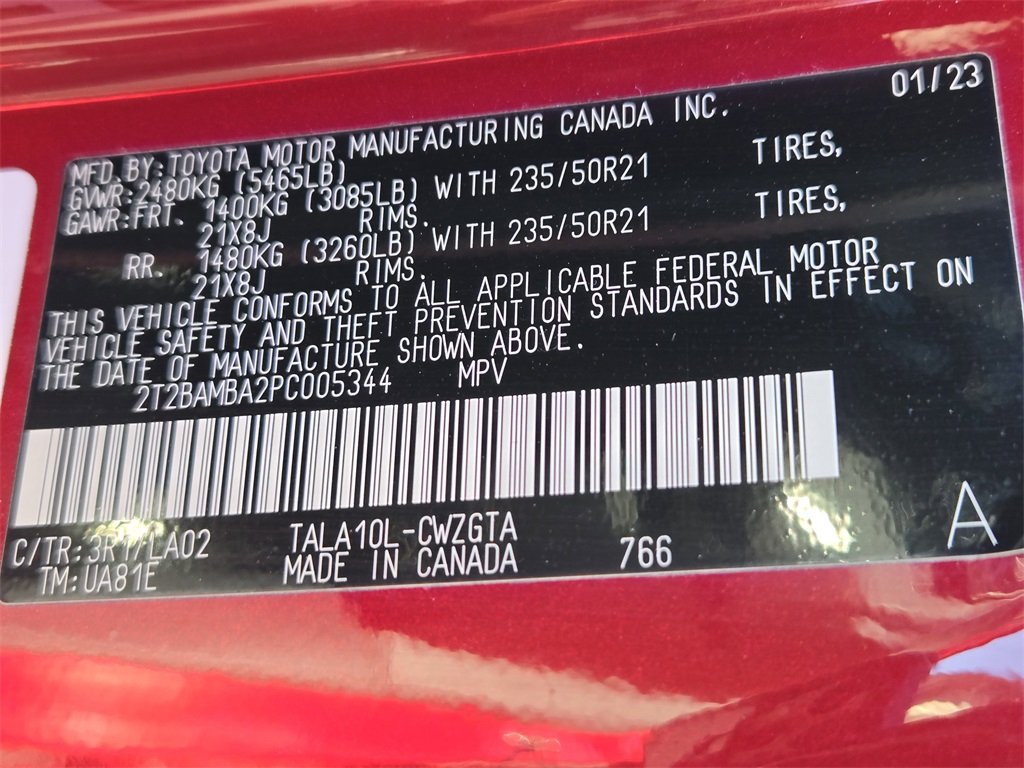 01/23
MFD.BY:TOYOTA MOTOR MANUFACTURING CANADA INC.
GVWR:2480KG (5465LB)
GAWR:FRT. 1400KG (3085LB) WITH 235/50R21 TIRES,
21X8J RIMS.
RR. 1480KG (3260LB) WITH 235/50R21 TIRES,
21X8J RIMS.
THIS VEHICLE CONFORMS TO ALL APPLICABLE FEDERAL MOTOR
VEHICLE SAFETY AND THEFT PREVENTION STANDARDS IN EFFECT ON
THE DATE OF MANUFACTURE SHOWN ABOVE.
2T2BAMBA2PC005344 MPV
C/TR:3R1/LA02 TALA10L-CWZGTA
TM:UA81E MADE IN CANADA 766 A